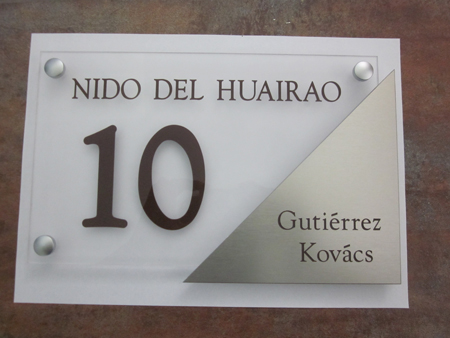 NIDO DEL HUAIRAO
10
Gutiérrez
Kovács